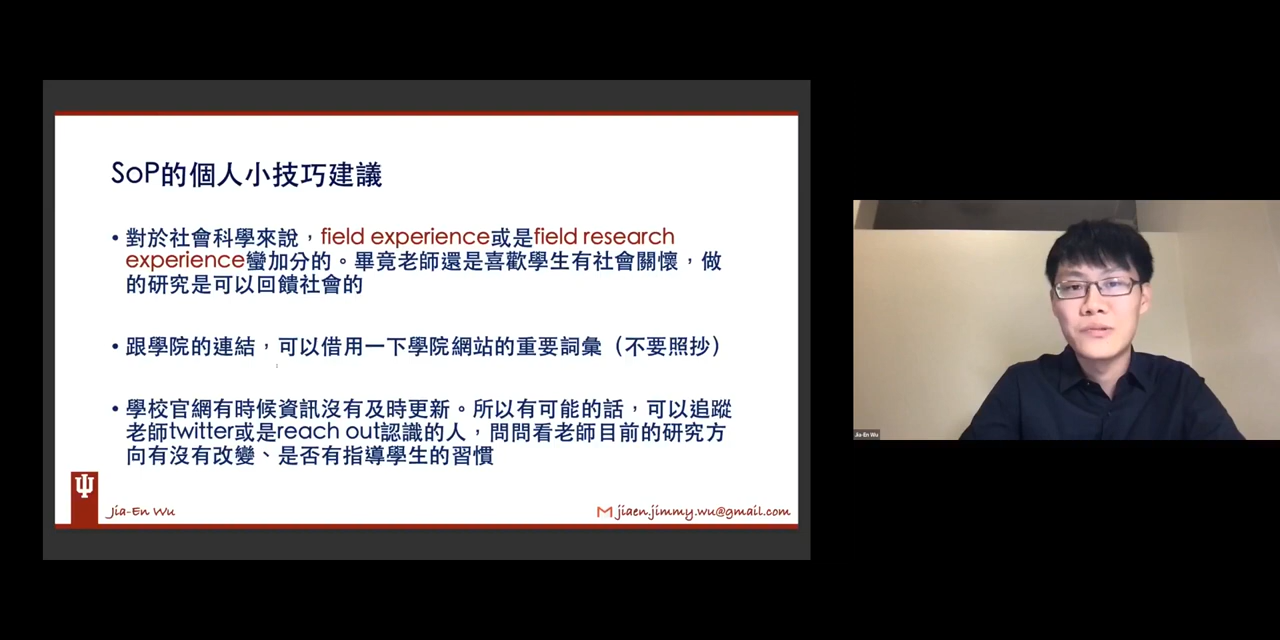 SoP的個人小技巧建議
• 對於社會科學來說，field experience或是field research
experience蠻加分的。畢竟老師還是喜歡學生有社會關懷，做
的研究是可以回饋社會的
• 跟學院的連結，可以借用一下學院網站的重要詞彙（不要照抄）
• 學校官網有時候資訊沒有及時更新。所以有可能的話，可以追蹤
老師twitter或是reach out認識的人，問問看老師目前的研究方
向有沒有改變、是否有指導學生的習慣
Jia-En Wu
jiaen.jimmy.wu@gmail.com
Jia-En Wu